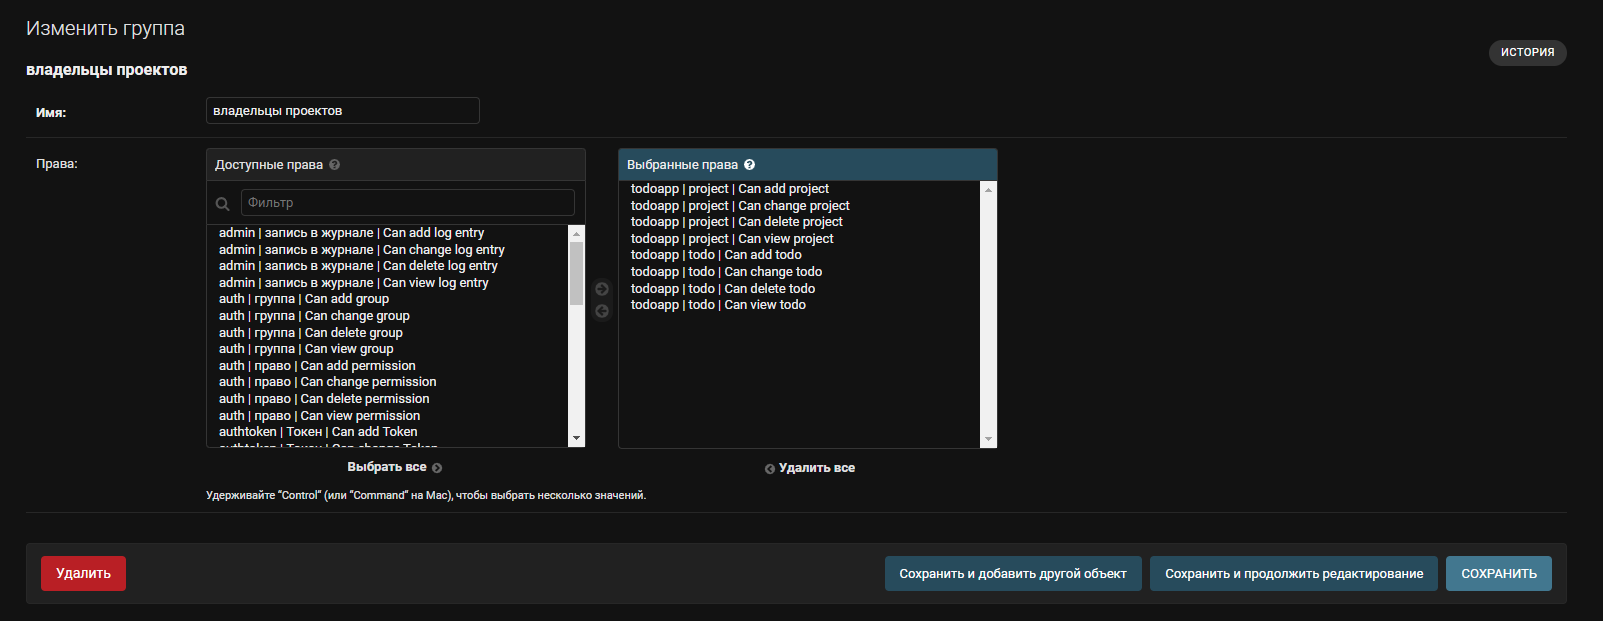 Изменить группа
ИСТОРИЯ
владельцы проектов
Имя:
владельцы проектов
Права:
Доступные права
Фильтр
admin | запись в журнале | Can add log entry
admin | запись в журнале | Can change log entry
admin | запись в журнале | Can delete log entry
admin | запись в журнале | Can view log entry
auth | группа | Can add group
auth | группа | Can change group
auth | группа | Can delete group
auth | группа | Can view group
auth | право | Can add permission
auth | право | Can change permission
auth | право | Can delete permission
auth | право | Can view permission
authtoken | Токен | Can add Token
authtoken | Токен | Can change Token
Выбрать все
Выбранные права
todoapp | project | Can add project
todoapp | project | Can change project
todoapp | project | Can delete project
todoapp | project | Can view project
todoapp | todo | Can add todo
todoapp | todo | Can change todo
todoapp | todo | Can delete todo
todoapp | todo | Can view todo
Удалить все
Удерживайте “Control” (или “Command” на Mac), чтобы выбрать несколько значений.
Удалить
Сохранить и добавить другой объект
Сохранить и продолжить редактирование
СОХРАНИТЬ